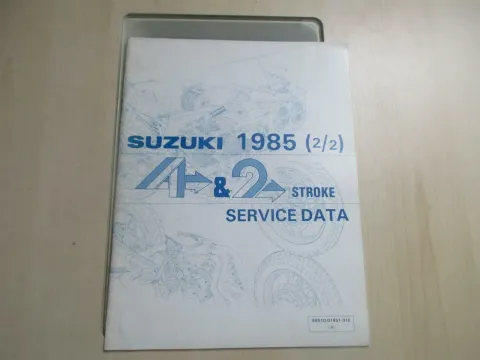 SUZUKI 1985 (2/2)
4 & 2 STROKE
SERVICE DATA